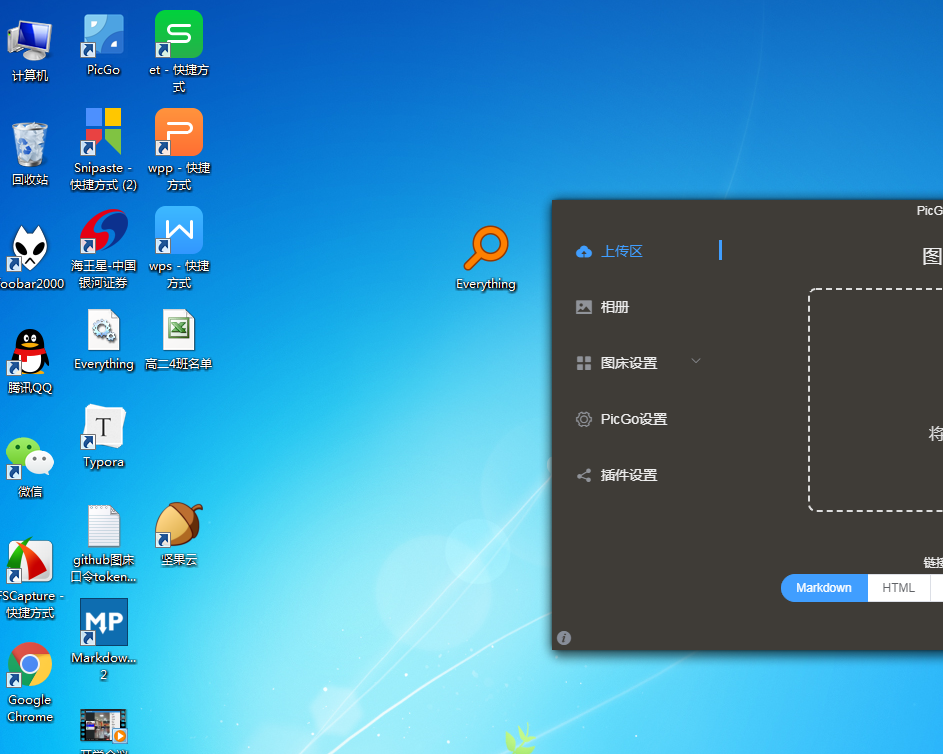 计算机
PicGo
et - 快捷方
式
回收站
Snipaste -
快捷方式 (2)
wpp - 快捷
方式
oobar2000
海王星-中国
银河证券
wps - 快捷
方式
Everything
腾讯QQ
Everything
高二4班名单
微信
T
Typora
FSCapture -
快捷方式
github图床
口令token...
坚果云
Google
Chrome
MP
Markdow...
2
PicG
上传区
图
相册
图床设置
PicGo设置
将
插件设置
链接
Markdown
HTML